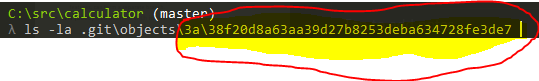 C:\src\calculator (master)
λ ls -la .git\objects\3a\38f20d8a63aa39d27b8253deba634728fe3de7